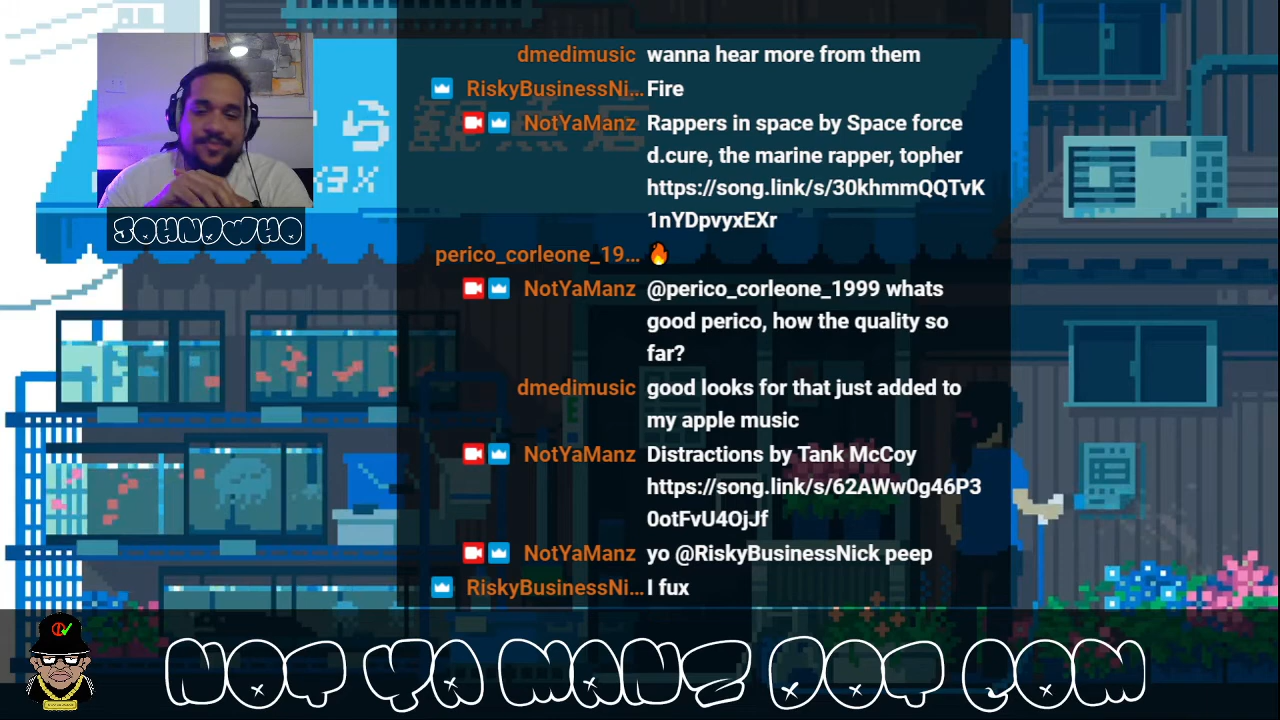 dmedimusic wanna hear more from them
RiskyBusinessNi... Fire
NotYaManz Rappers in space by Space force
d.cure, the marine rapper, topher
https://song.link/s/30khmmQQTvK
1nYDpvyxEXr
perico_corleone_19... 🔥
NotYaManz @perico_corleone_1999 whats
good perico, how the quality so
far?
dmedimusic good looks for that just added to
my apple music
NotYaManz Distractions by Tank McCoy
https://song.link/s/62AWw0g46P3
0otFvU4OjJf
NotYaManz yo @RiskyBusinessNick peep
RiskyBusinessNi... I fux
JOHNDWHO
NOT YA MANZ DOT COM